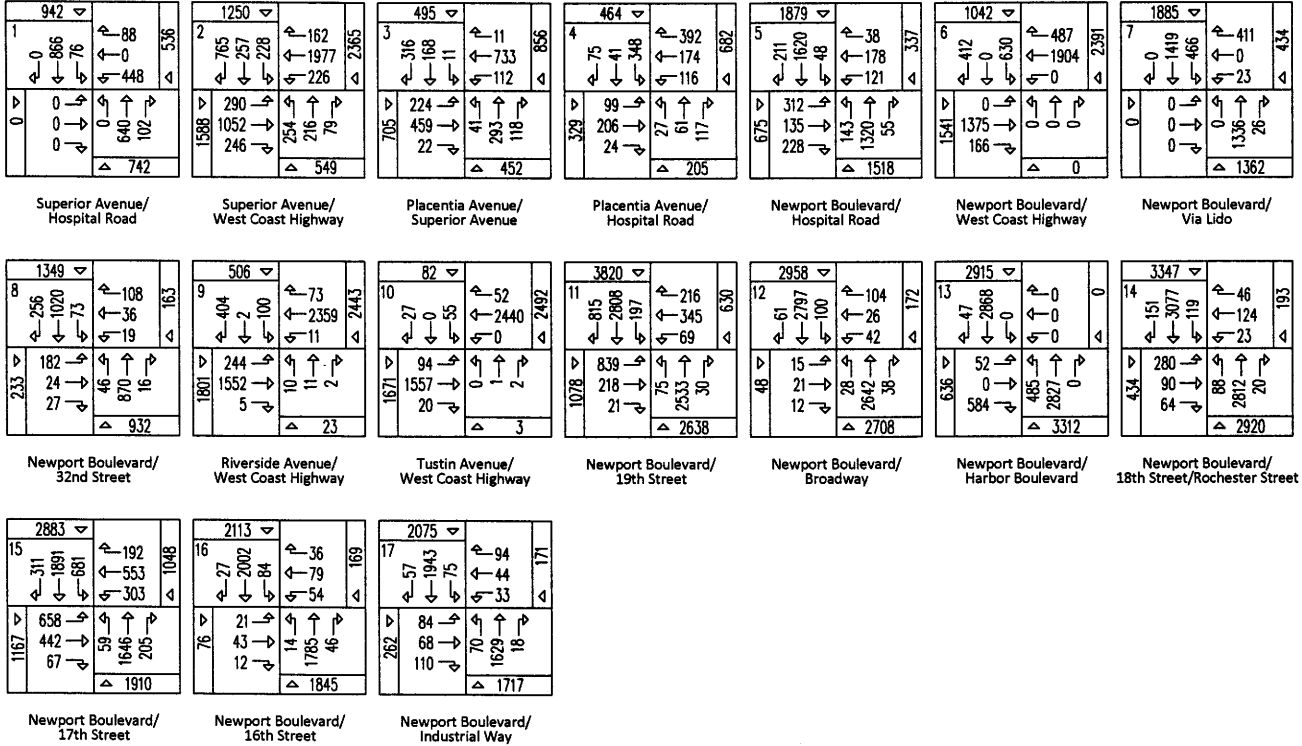 942 1250 495 464 1879 1042 1885
1 0 866 76 88 0 448 536
0 0 0 0 0 640 102 742
2 765 257 228 162 1977 226 2365
1588 290 1052 246 254 216 79 549
3 316 168 11 11 733 112 856
705 224 459 22 41 293 118 452
4 75 41 348 392 174 116 682
329 99 206 24 27 61 117 205
5 211 1620 48 38 178 121 337
675 312 135 228 143 1320 55 1518
6 412 0 630 487 1904 0 2391
1541 0 1375 166 0 0 0 0
7 0 1419 466 411 0 23 434
0 0 0 0 0 1336 26 1362
Superior Avenue/
Hospital Road
Superior Avenue/
West Coast Highway
Placentia Avenue/
Superior Avenue
Placentia Avenue/
Hospital Road
Newport Boulevard/
Hospital Road
Newport Boulevard/
West Coast Highway
Newport Boulevard/
Via Lido
1349 506 82 3820 2958 2915 3347
8 256 1020 73 108 36 19 163
233 182 24 27 46 870 16 932
9 404 2 100 73 2359 11 2443
1801 244 1552 5 10 11 2 23
10 27 0 55 52 2440 0 2492
1671 94 1557 20 0 1 2 3
11 815 2808 197 216 345 69 630
1078 839 218 21 75 2533 30 2638
12 61 2797 100 104 26 42 172
48 15 21 12 28 2642 38 2708
13 47 2868 0 0 0 0 0
636 52 0 584 485 2827 0 3312
14 151 3077 119 46 124 23 193
434 280 90 64 88 2812 20 2920
Newport Boulevard/
32nd Street
Riverside Avenue/
West Coast Highway
Tustin Avenue/
West Coast Highway
Newport Boulevard/
19th Street
Newport Boulevard/
Broadway
Newport Boulevard/
Harbor Boulevard
Newport Boulevard/
18th Street/Rochester Street
2883 2113 2075
15 311 1891 681 192 553 303 1048
1167 658 442 67 59 1646 205 1910
16 27 2002 84 36 79 54 169
76 21 43 12 14 1785 46 1845
17 57 1943 75 94 44 33 171
262 84 68 110 70 1629 18 1717
Newport Boulevard/
17th Street
Newport Boulevard/
16th Street
Newport Boulevard/
Industrial Way